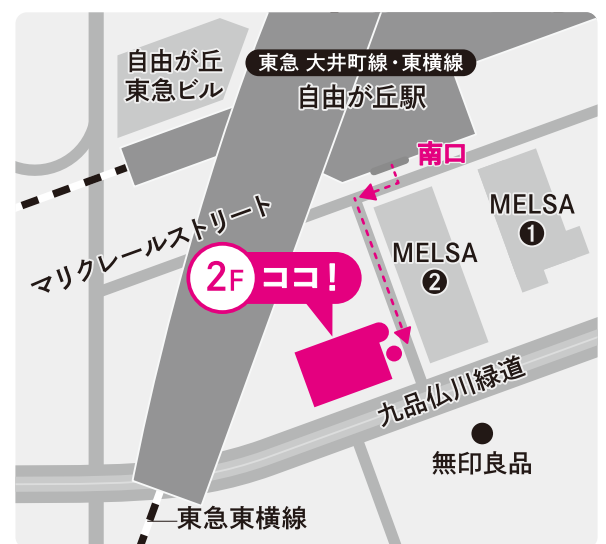 自由が丘
東急ビル
東急 大井町線・東横線
自由が丘駅
南口
マリクレールストリート
MELSA
1
MELSA
2
2F ココ！
九品仏川緑道
無印良品
東急東横線